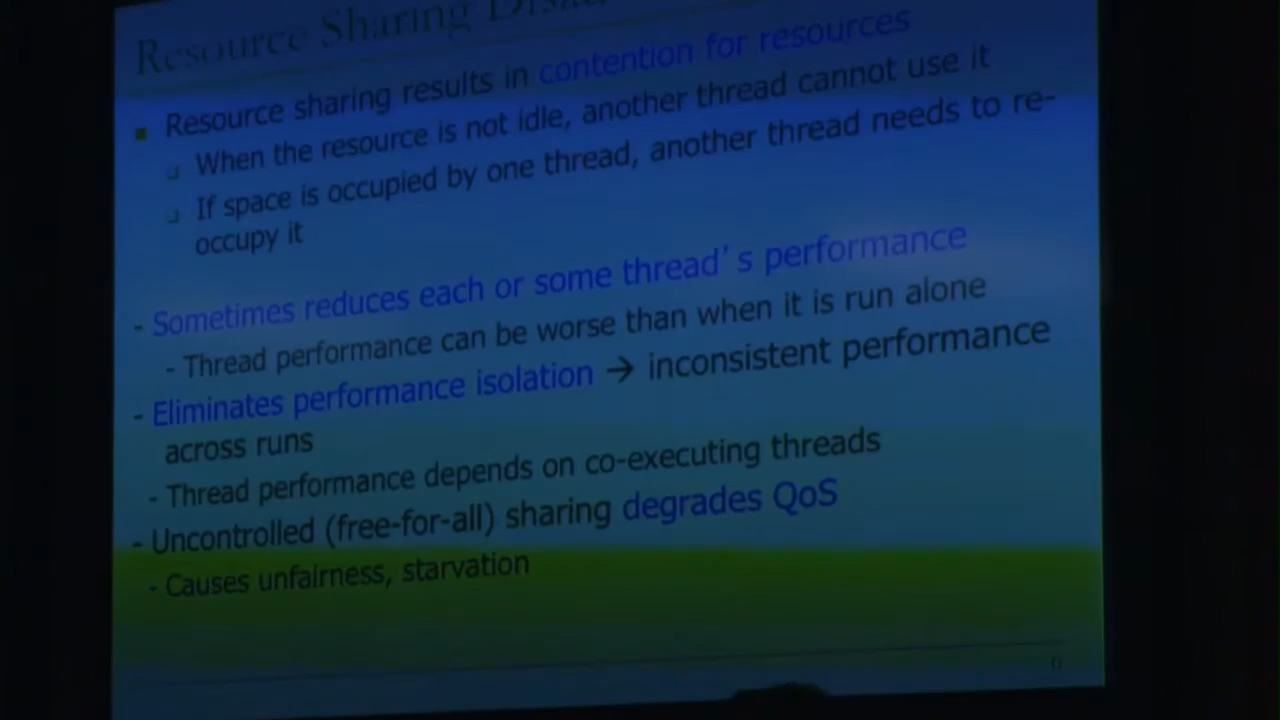 Resource Sharing
■ Resource sharing results in contention for resources
❑ When the resource is not idle, another thread cannot use it
❑ If space is occupied by one thread, another thread needs to re-
occupy it
- Sometimes reduces each or some thread's performance
- Thread performance can be worse than when it is run alone
- Eliminates performance isolation → inconsistent performance
across runs
- Thread performance depends on co-executing threads
- Uncontrolled (free-for-all) sharing degrades QoS
- Causes unfairness, starvation
6